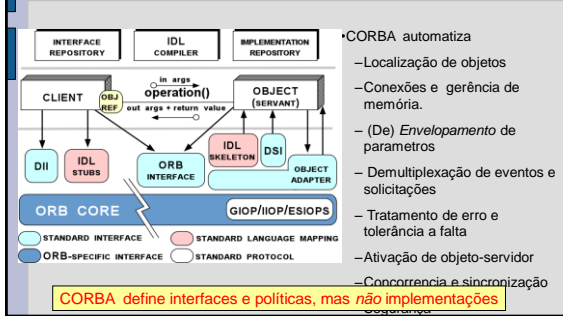 INTERFACE
REPOSITORY
IDL
COMPILER
IMPLEMENTATION
REPOSITORY
CLIENT
OBJ
REF
in args
operation()
out args + return value
OBJECT
(SERVANT)
DII
IDL
STUBS
ORB
INTERFACE
IDL
SKELETON
DSI
OBJECT
ADAPTER
ORB CORE
GIOP/IIOP/ESIOPS
STANDARD INTERFACE
STANDARD LANGUAGE MAPPING
ORB-SPECIFIC INTERFACE
STANDARD PROTOCOL
•CORBA automatiza
–Localização de objetos
–Conexões e gerência de
memória.
– (De) Envelopamento de
parametros
– Demultiplexação de eventos e
solicitações
– Tratamento de erro e
tolerância a falta
–Ativação de objeto-servidor
–Concorrencia e sincronização
Segurança
CORBA define interfaces e políticas, mas não implementações